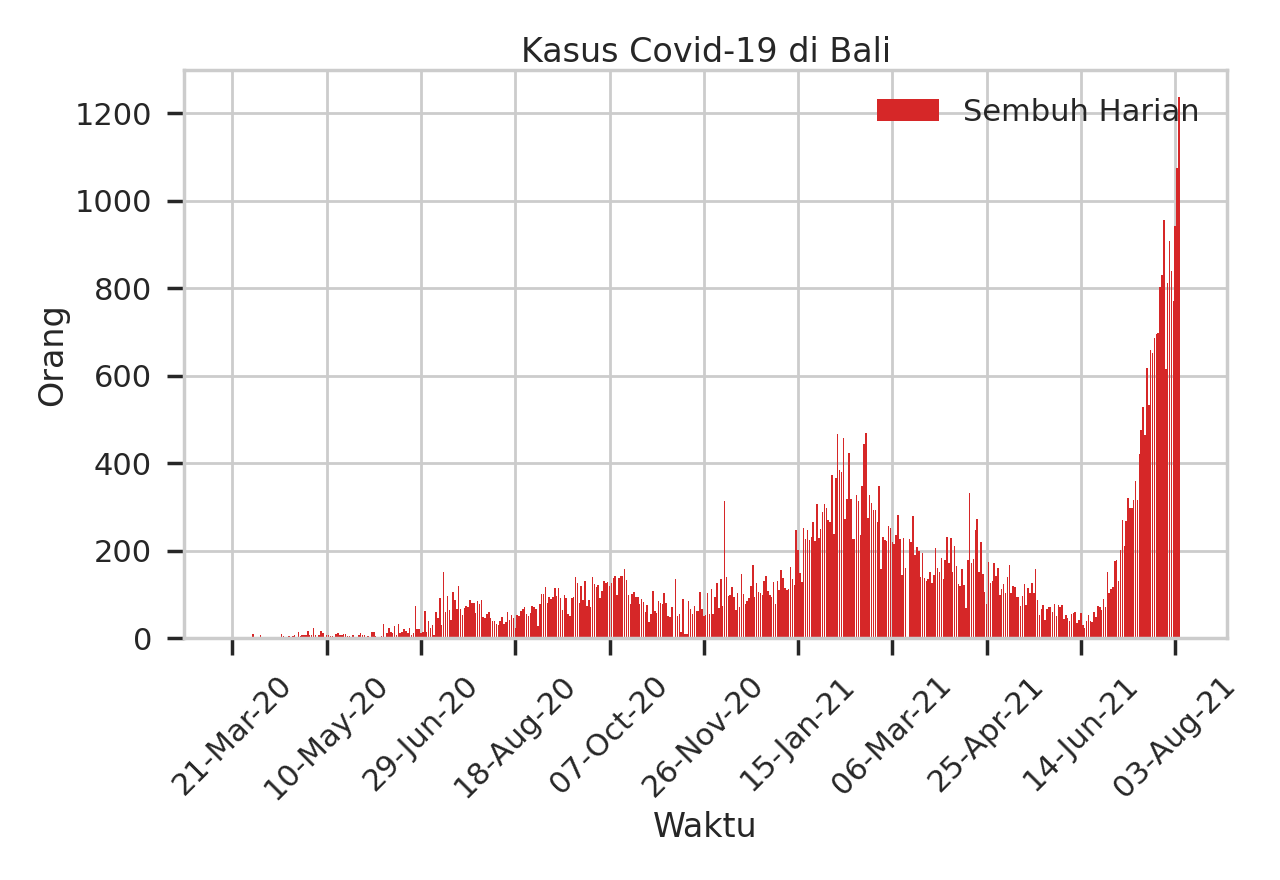 Kasus Covid-19 di Bali
Sembuh Harian
1200
1000
800
600
400
200
0
Orang
21-Mar-20
10-May-20
29-Jun-20
18-Aug-20
07-Oct-20
26-Nov-20
15-Jan-21
06-Mar-21
25-Apr-21
14-Jun-21
03-Aug-21
Waktu